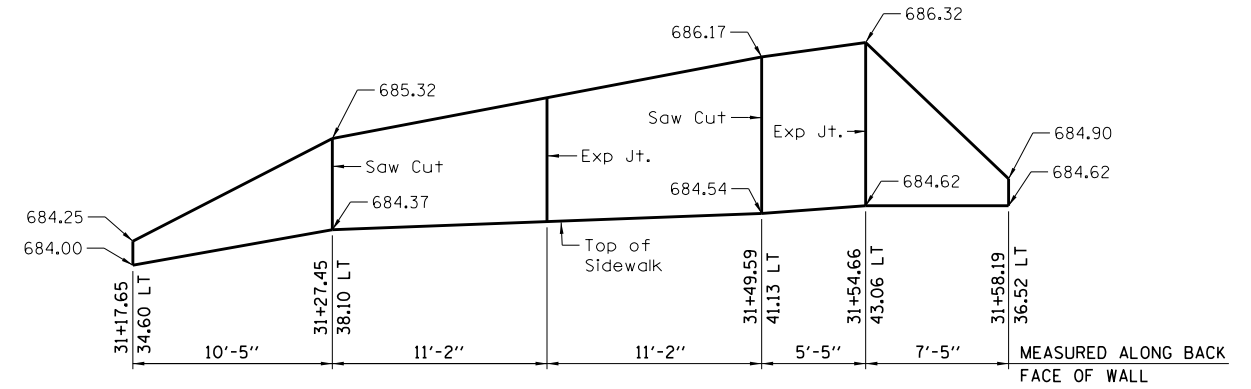 686.32
686.17
685.32
Saw Cut
Exp Jt.
684.90
Saw Cut
Exp Jt.
684.54
684.62
684.62
684.37
684.25
684.00
Top of
Sidewalk
31+17.65
34.60 LT
31+27.45
38.10 LT
31+49.59
41.13 LT
31+54.66
43.06 LT
31+58.19
36.52 LT
10'-5''
11'-2''
11'-2''
5'-5''
7'-5''
MEASURED ALONG BACK
FACE OF WALL